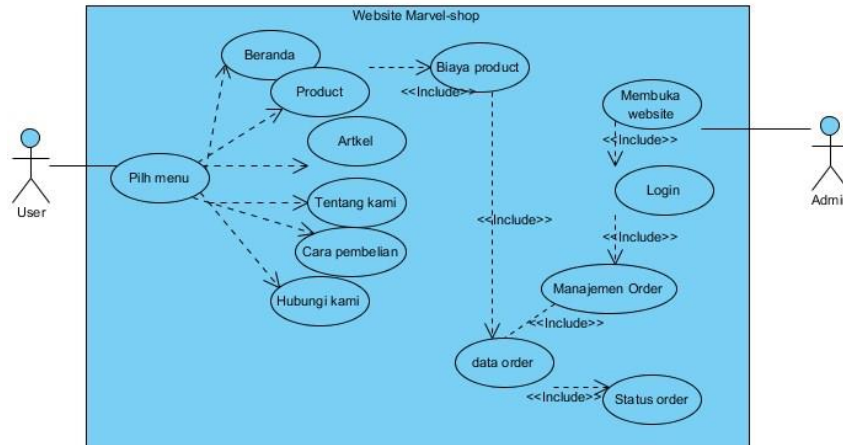 Website Marvel-shop
Beranda
Biaya product
Product
<<Include>>
Membuka
website
<<Include>>
Artkel
Pilh menu
Login
User
Admin
Tentang kami
<<Include>>
<<Include>>
Cara pembelian
Hubungi kami
Manajemen Order
<<Include>>
data order
<<Include>>
Status order